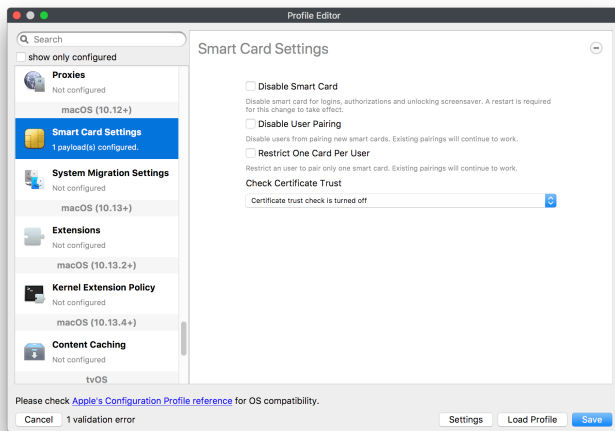 Profile Editor
Search
show only configured
Proxies
Not configured
macOS (10.12+)
Smart Card Settings
1 payload(s) configured.
System Migration Settings
Not configured
macOS (10.13+)
Extensions
Not configured
macOS (10.13.2+)
Kernel Extension Policy
Not configured
macOS (10.13.4+)
Content Caching
Not configured
tvOS
Smart Card Settings
Disable Smart Card
Disable smart card for logins, authorizations and unlocking screensaver. A restart is required
for this change to take effect.
Disable User Pairing
Disable users from pairing new smart cards. Existing pairings will continue to work.
Restrict One Card Per User
Restrict an user to pair only one smart card. Existing pairings will continue to work.
Check Certificate Trust
Certificate trust check is turned off
Please check Apple's Configuration Profile reference for OS compatibility.
Cancel
1 validation error
Settings
Load Profile
Save